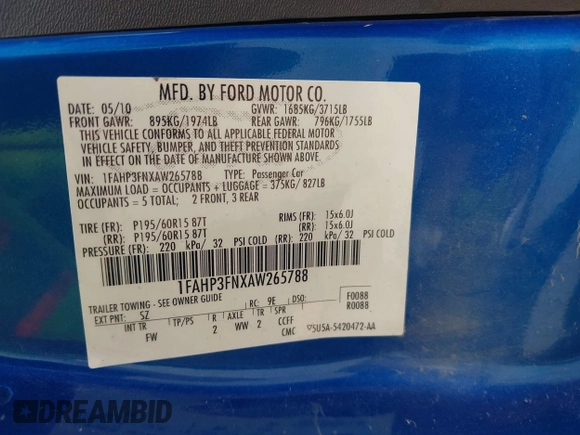 MFD. BY FORD MOTOR CO.
DATE: 05/10 GVWR: 1685KG/3715LB
FRONT GAWR: 895KG/1974LB REAR GAWR: 796KG/1755LB
THIS VEHICLE CONFORMS TO ALL APPLICABLE FEDERAL MOTOR
VEHICLE SAFETY, BUMPER, AND THEFT PREVENTION STANDARDS
IN EFFECT ON THE DATE OF MANUFACTURE SHOWN ABOVE.
VIN: 1FAHP3FNXAW265788 TYPE: Passenger Car
MAXIMUM LOAD = OCCUPANTS + LUGGAGE = 375KG/ 827LB
OCCUPANTS = 5 TOTAL; 2 FRONT, 3 REAR
TIRE (FR): P195/60R15 87T RIMS (FR): 15x6.0J
(RR): P195/60R15 87T (RR): 15x6.0J
PRESSURE (FR): 220 kPa/ 32 PSI COLD (RR): 220 kPa/ 32 PSI COLD
1FAHP3FNXAW265788
TRAILER TOWING - SEE OWNER GUIDE
EXT PNT: SZ RC: 9E DSO: F0088
R0088
INT TR TP/PS R AXLE TR SPR
FW 2 WW 2 CCFF
CMC 5U5A-5420472-AA
DREAMBID